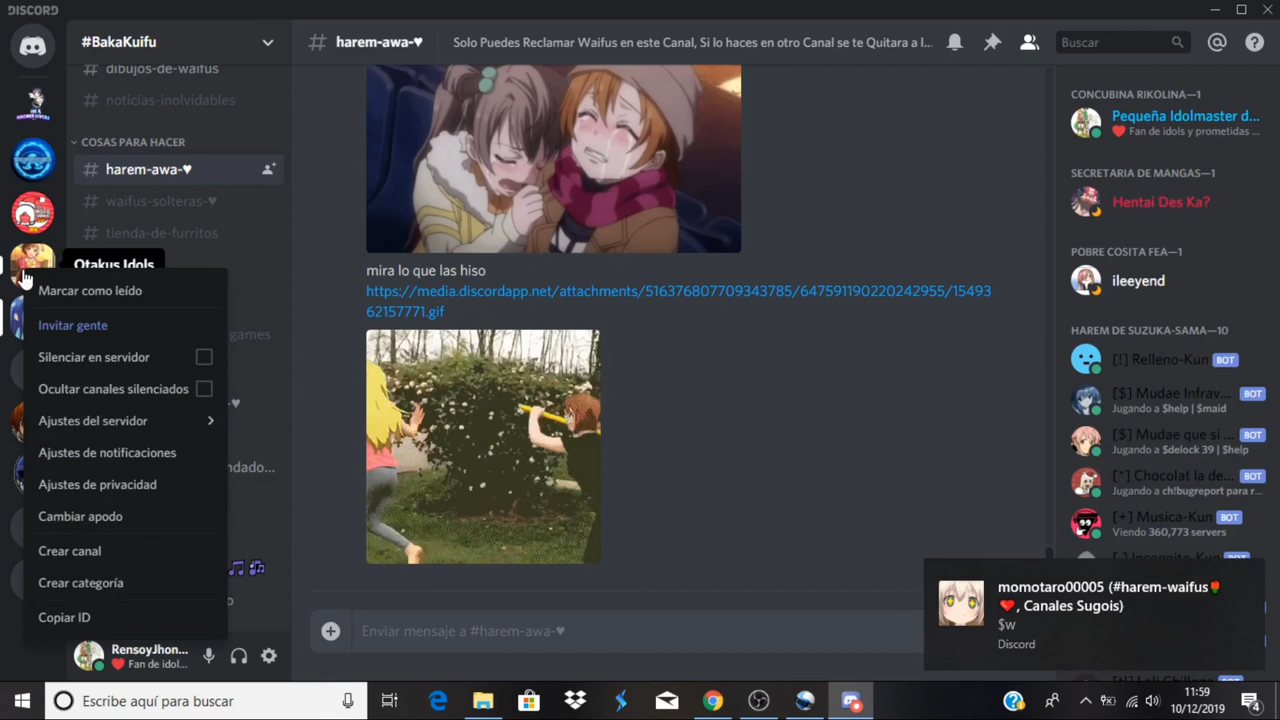 DISCORD
#BakaKuifu
harem-awa-♥
Solo Puedes Reclamar Waifus en este Canal, Si lo haces en otro Canal se te Quitara a l...
Buscar
dibujos-de-waifus
noticias-inolvidables
COSAS PARA HACER
harem-awa-♥
waifus-solteras-♥
tienda-de-furritos
Otakus Idols
games
Marcar como leído
Invitar gente
Silenciar en servidor
Ocultar canales silenciados
Ajustes del servidor
Ajustes de notificaciones
Ajustes de privacidad
Cambiar apodo
Crear canal
Crear categoría
Copiar ID
RensoyJhon...
Fan de idol...
mira lo que las hiso
https://media.discordapp.net/attachments/516376807709343785/647591190220242955/15493
62157771.gif
Enviar mensaje a #harem-awa-♥
CONCUBINA RIKOLINA—1
Pequeña Idolmaster d...
Fan de idols y prometidas ...
SECRETARIA DE MANGAS—1
Hentai Des Ka?
POBRE COSITA FEA—1
ileeyend
HAREM DE SUZUKA-SAMA—10
[!] Relleno-Kun BOT
[$] Mudae Infrav... BOT
Jugando a $help | $maid
[$] Mudae que si ... BOT
Jugando a $delock 39 | $help
[*] Chocolat la de... BOT
Jugando a ch!bugreport para r...
[+] Musica-Kun BOT
Viendo 360,773 servers
[-] Incognito-Kun BOT
momotaro00005 (#harem-waifus🌹
❤️, Canales Sugois)
$w
Discord
Escribe aquí para buscar
11:59
10/12/2019
4